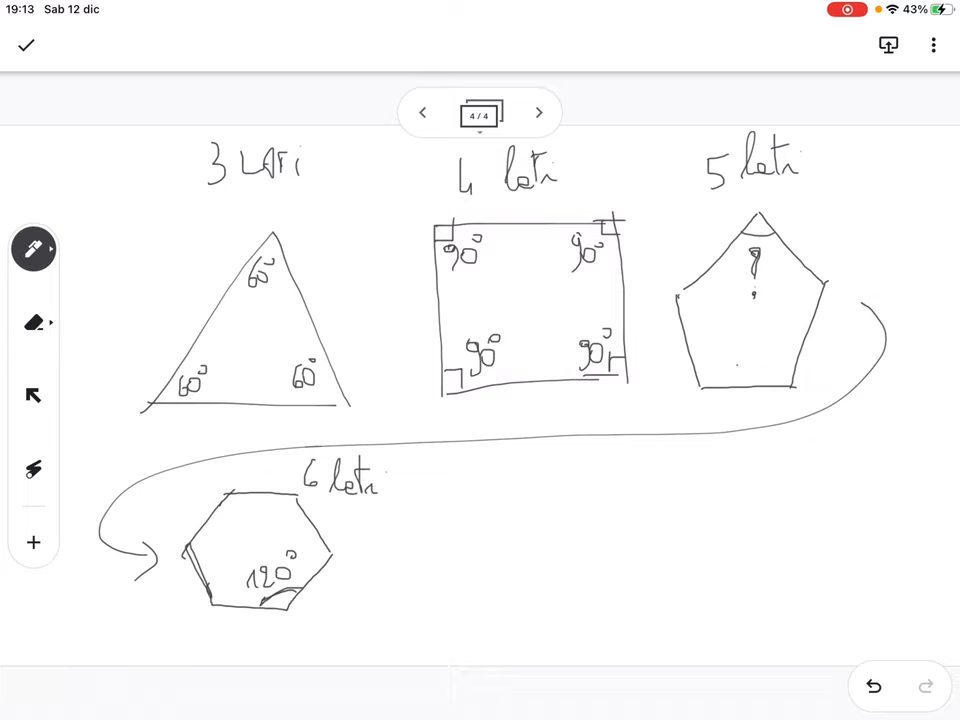 19:13 Sab 12 dic
43%
4/4
3 LATI
4 lati
5 lati
60°
60°
60°
90°
90°
90°
90°
?
6 lati
120°